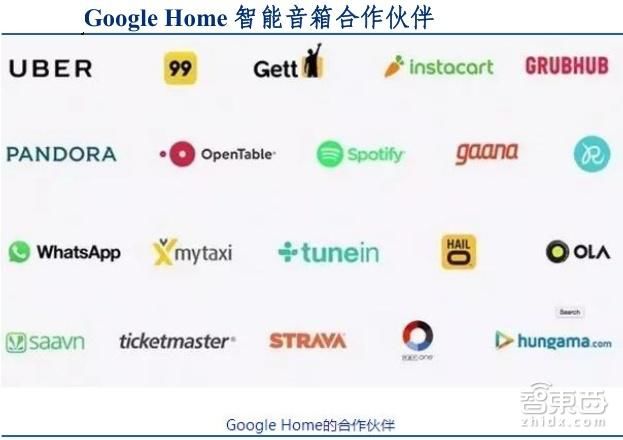 Google Home 智能音箱合作伙伴
UBER 99 Gett instacart GRUBHUB
PANDORA OpenTable Spotify gaana
WhatsApp mytaxi tunein HAIL O OLA
Search
saavn ticketmaster STRAVA one hungama.com
智東西
zhidx.com
Google Home的合作伙伴